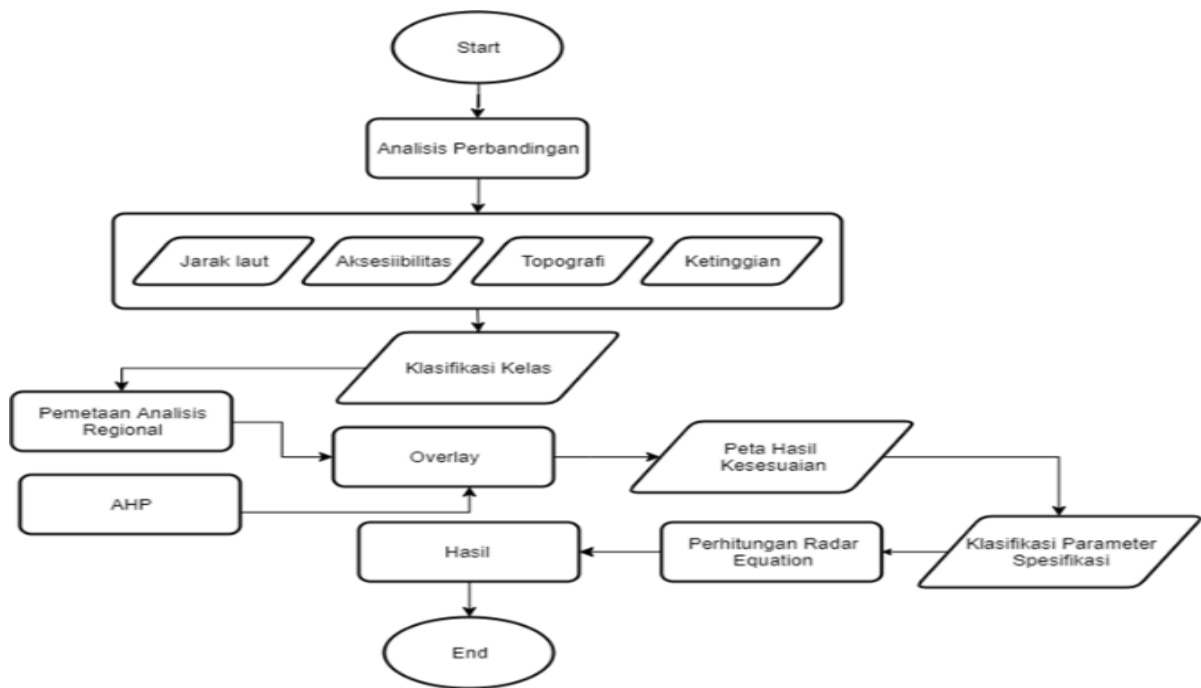 Start
Analisis Perbandingan
Jarak laut
Aksesiibilitas
Topografi
Ketinggian
Klasifikasi Kelas
Pemetaan Analisis
Regional
Overlay
AHP
Peta Hasil
Kesesuaian
Klasifikasi Parameter
Spesifikasi
Perhitungan Radar
Equation
Hasil
End